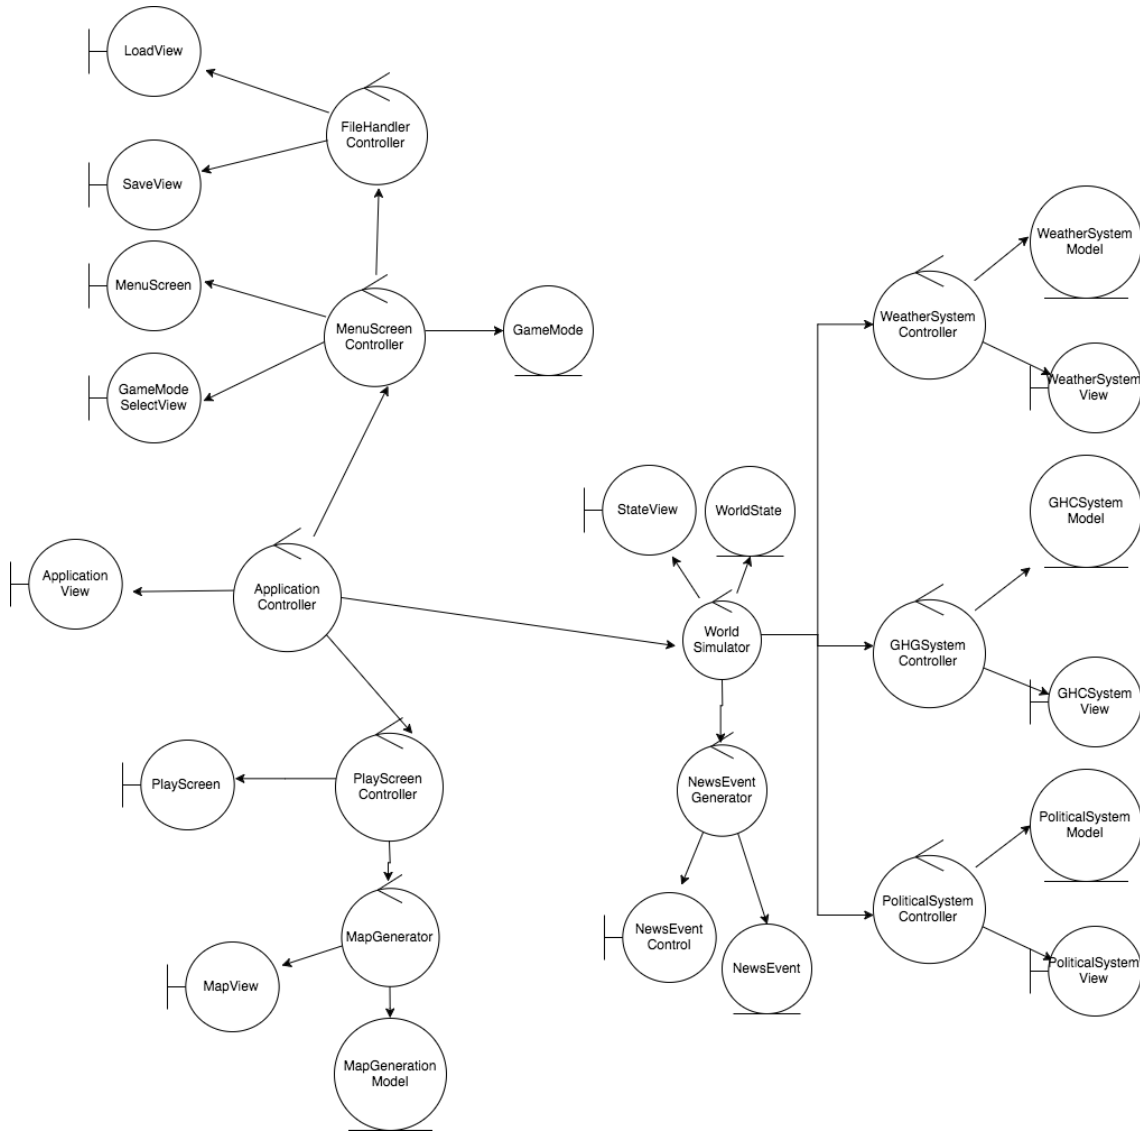 LoadView
FileHandler
Controller
SaveView
MenuScreen
MenuScreen
Controller
GameMode
GameMode
SelectView
Application
View
Application
Controller
PlayScreen
PlayScreen
Controller
MapGenerator
MapView
MapGeneration
Model
StateView
WorldState
World
Simulator
NewsEvent
Generator
NewsEvent
Control
NewsEvent
WeatherSystem
Model
WeatherSystem
Controller
WeatherSystem
View
GHCSystem
Model
GHGSystem
Controller
GHCSystem
View
PoliticalSystem
Model
PoliticalSystem
Controller
PoliticalSystem
View